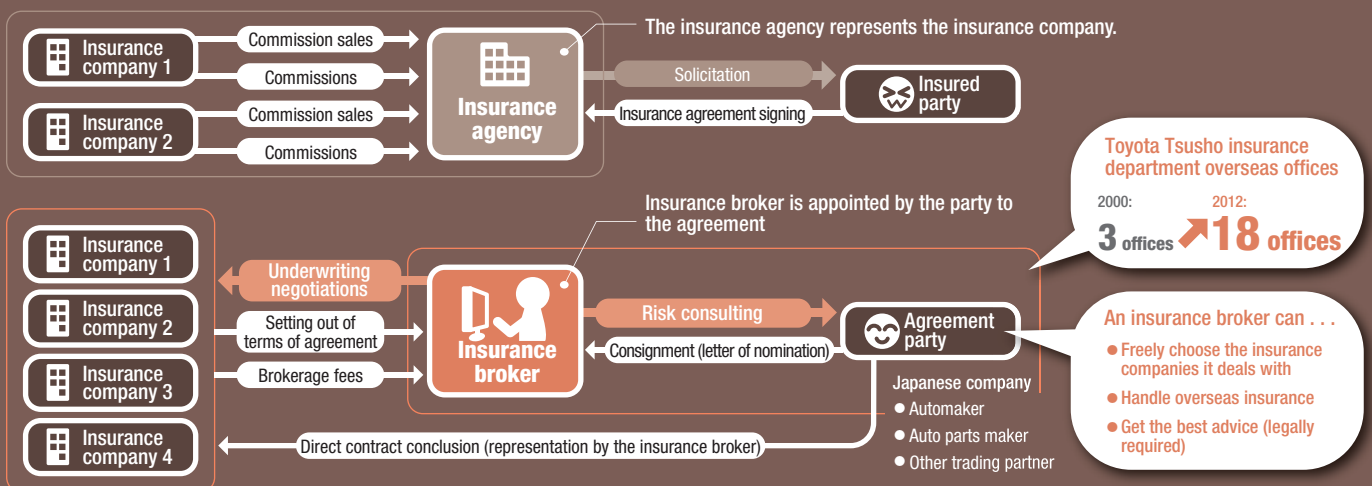 Insurance
company 1
Commission sales
Commissions
Insurance
company 2
Commission sales
Commissions
Insurance
agency
The insurance agency represents the insurance company.
Solicitation
Insurance agreement signing
Insured
party
Toyota Tsusho insurance
department overseas offices
2000:
3 offices
2012:
18 offices
Insurance broker is appointed by the party to
the agreement
Insurance
company 1
Insurance
company 2
Insurance
company 3
Insurance
company 4
Underwriting
negotiations
Setting out of
terms of agreement
Brokerage fees
Insurance
broker
Risk consulting
Consignment (letter of nomination)
Agreement
party
Direct contract conclusion (representation by the insurance broker)
Japanese company
● Automaker
● Auto parts maker
● Other trading partner
An insurance broker can . . .
● Freely choose the insurance
companies it deals with
● Handle overseas insurance
● Get the best advice (legally
required)